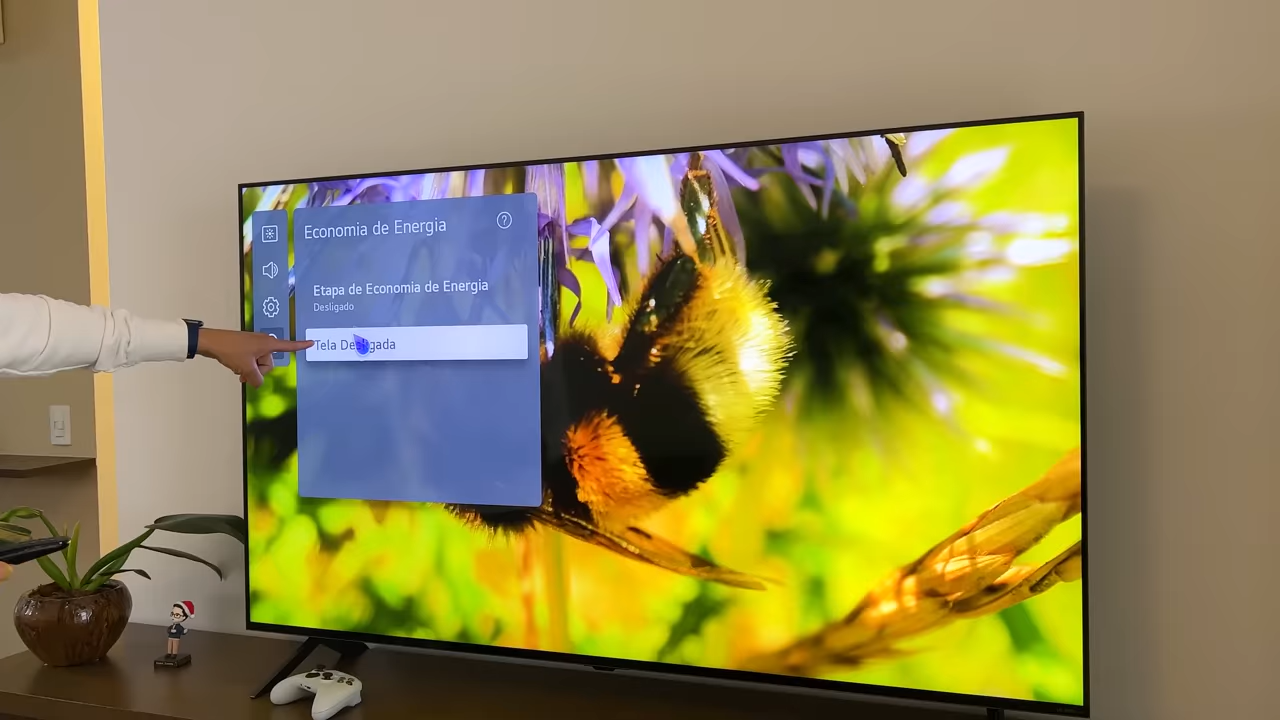 Economia de Energia
?
Etapa de Economia de Energia
Desligado
Tela Desligada